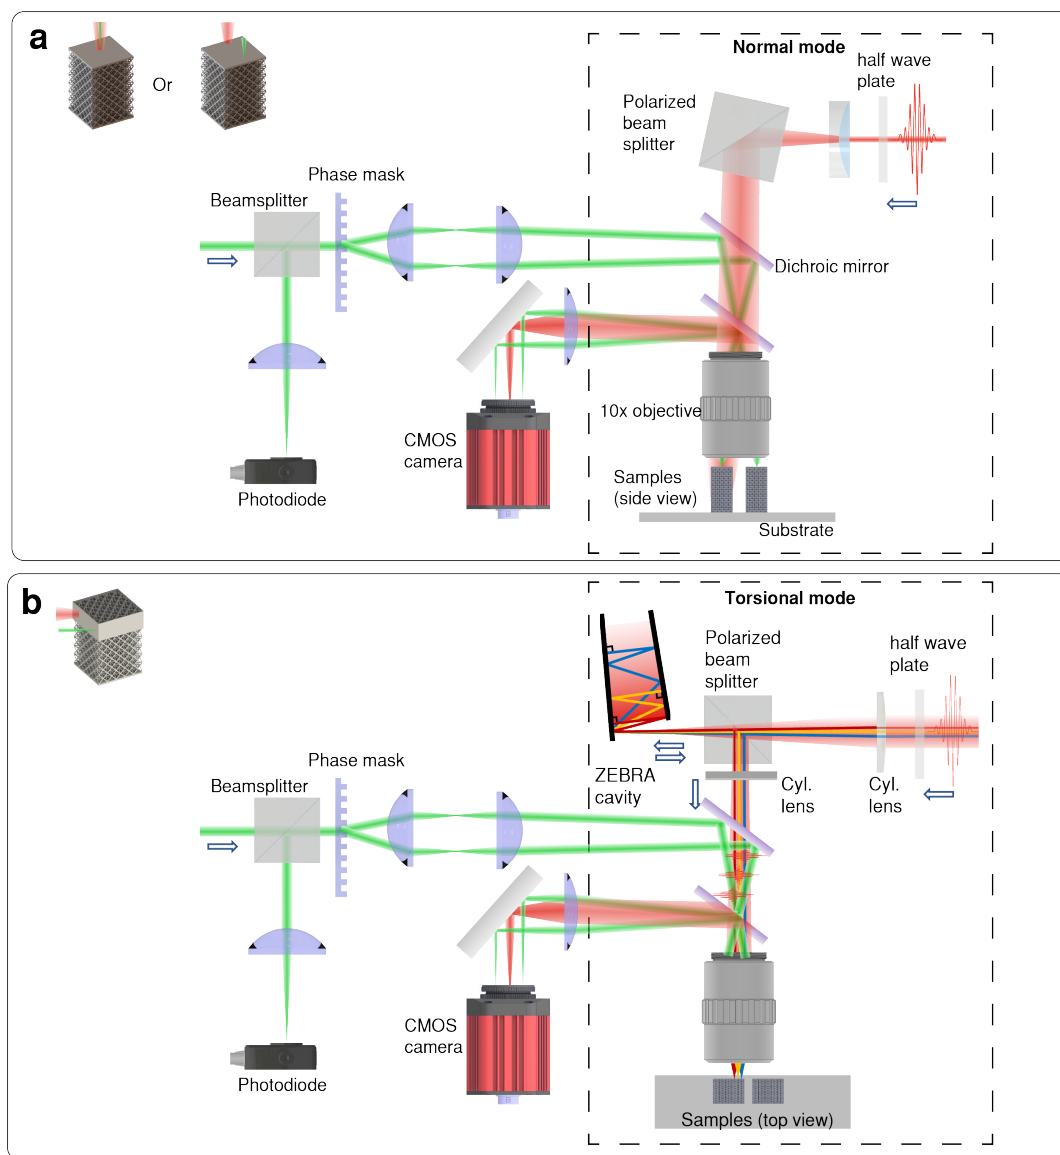 a
Or
Normal mode
half wave
plate
Polarized
beam
splitter
Phase mask
Beamsplitter
Dichroic mirror
10x objective
CMOS
camera
Samples
(side view)
Photodiode
Substrate
b
Torsional mode
Polarized
beam
splitter
half wave
plate
Phase mask
Beamsplitter
ZEBRA
cavity
Cyl.
lens
Cyl.
lens
CMOS
camera
Photodiode
Samples (top view)